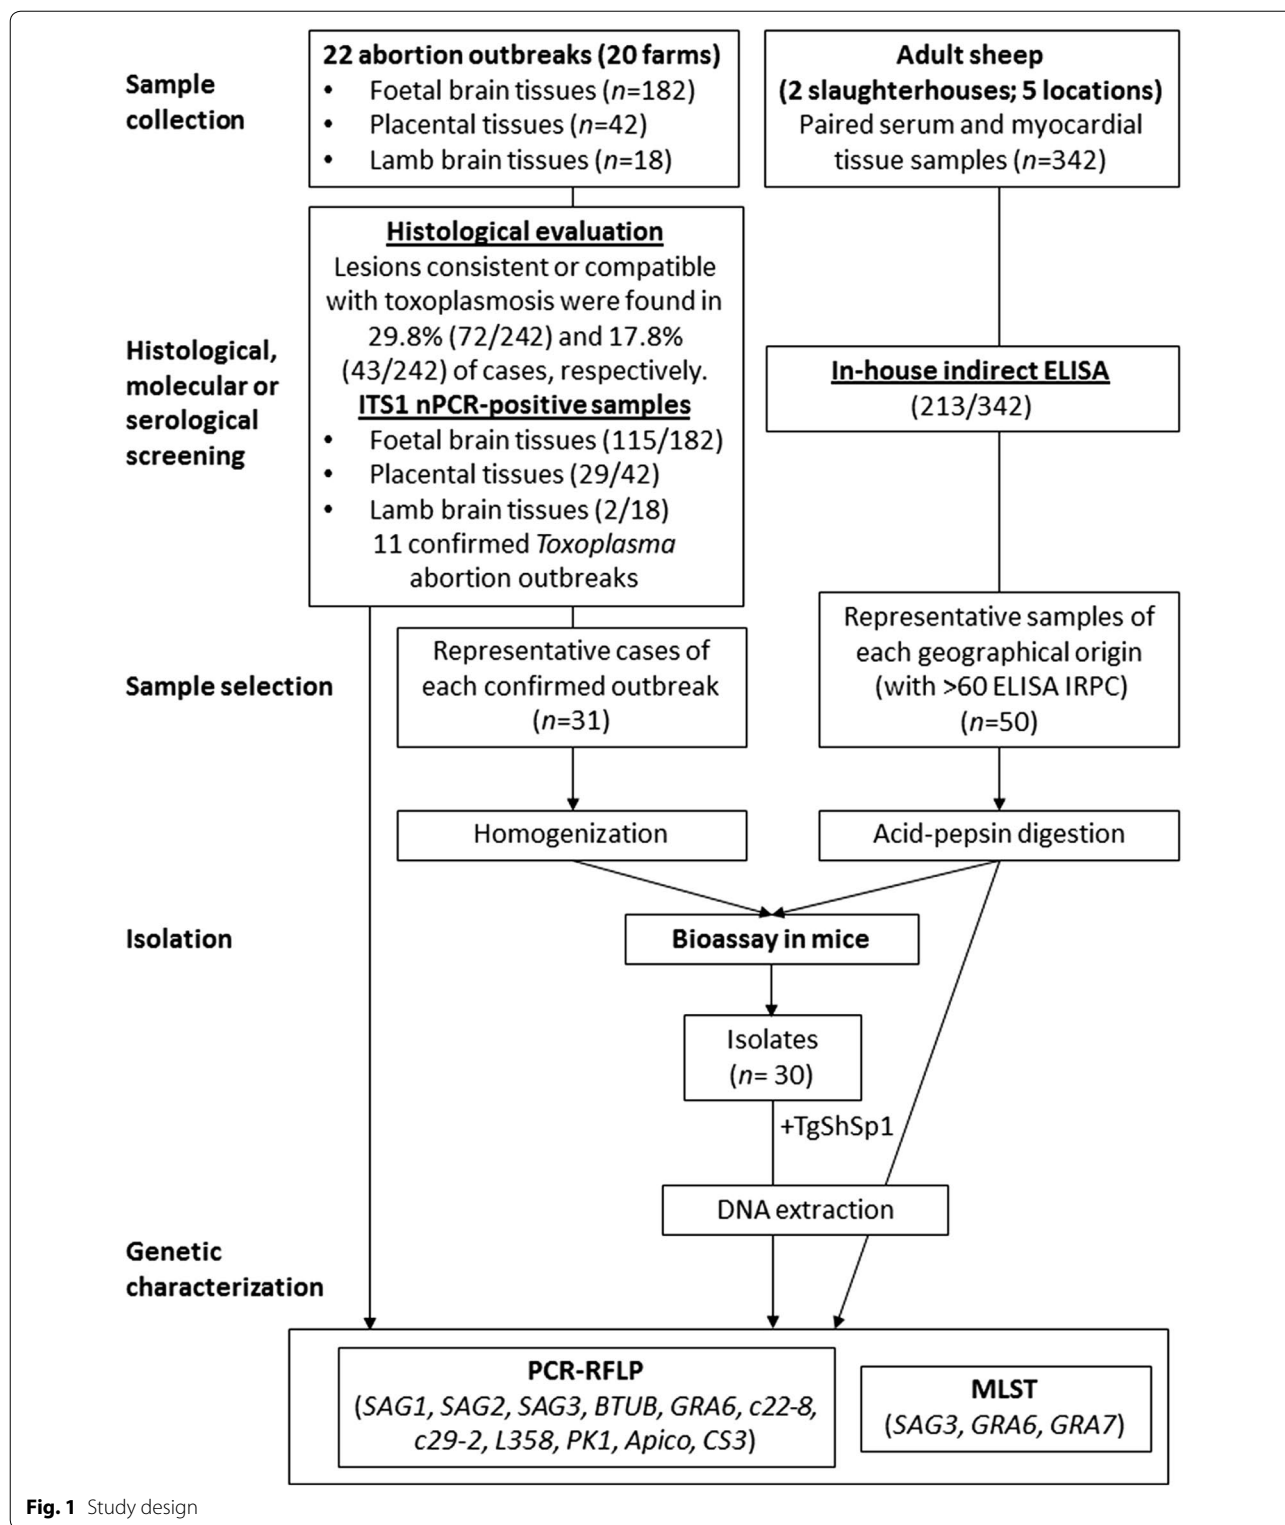 Sample
collection
22 abortion outbreaks (20 farms)
• Foetal brain tissues (n=182)
• Placental tissues (n=42)
• Lamb brain tissues (n=18)
Adult sheep
(2 slaughterhouses; 5 locations)
Paired serum and myocardial
tissue samples (n=342)
Histological,
molecular or
serological
screening
Histological evaluation
Lesions consistent or compatible
with toxoplasmosis were found in
29.8% (72/242) and 17.8%
(43/242) of cases, respectively.
ITS1 nPCR-positive samples
• Foetal brain tissues (115/182)
• Placental tissues (29/42)
• Lamb brain tissues (2/18)
11 confirmed Toxoplasma
abortion outbreaks
In-house indirect ELISA
(213/342)
Sample selection
Representative cases of
each confirmed outbreak
(n=31)
Representative samples of
each geographical origin
(with >60 ELISA IRPC)
(n=50)
Homogenization
Acid-pepsin digestion
Isolation
Bioassay in mice
Isolates
(n= 30)
+TgShSp1
DNA extraction
Genetic
characterization
PCR-RFLP
(SAG1, SAG2, SAG3, BTUB, GRA6, c22-8,
c29-2, L358, PK1, Apico, CS3)
MLST
(SAG3, GRA6, GRA7)
Fig. 1 Study design